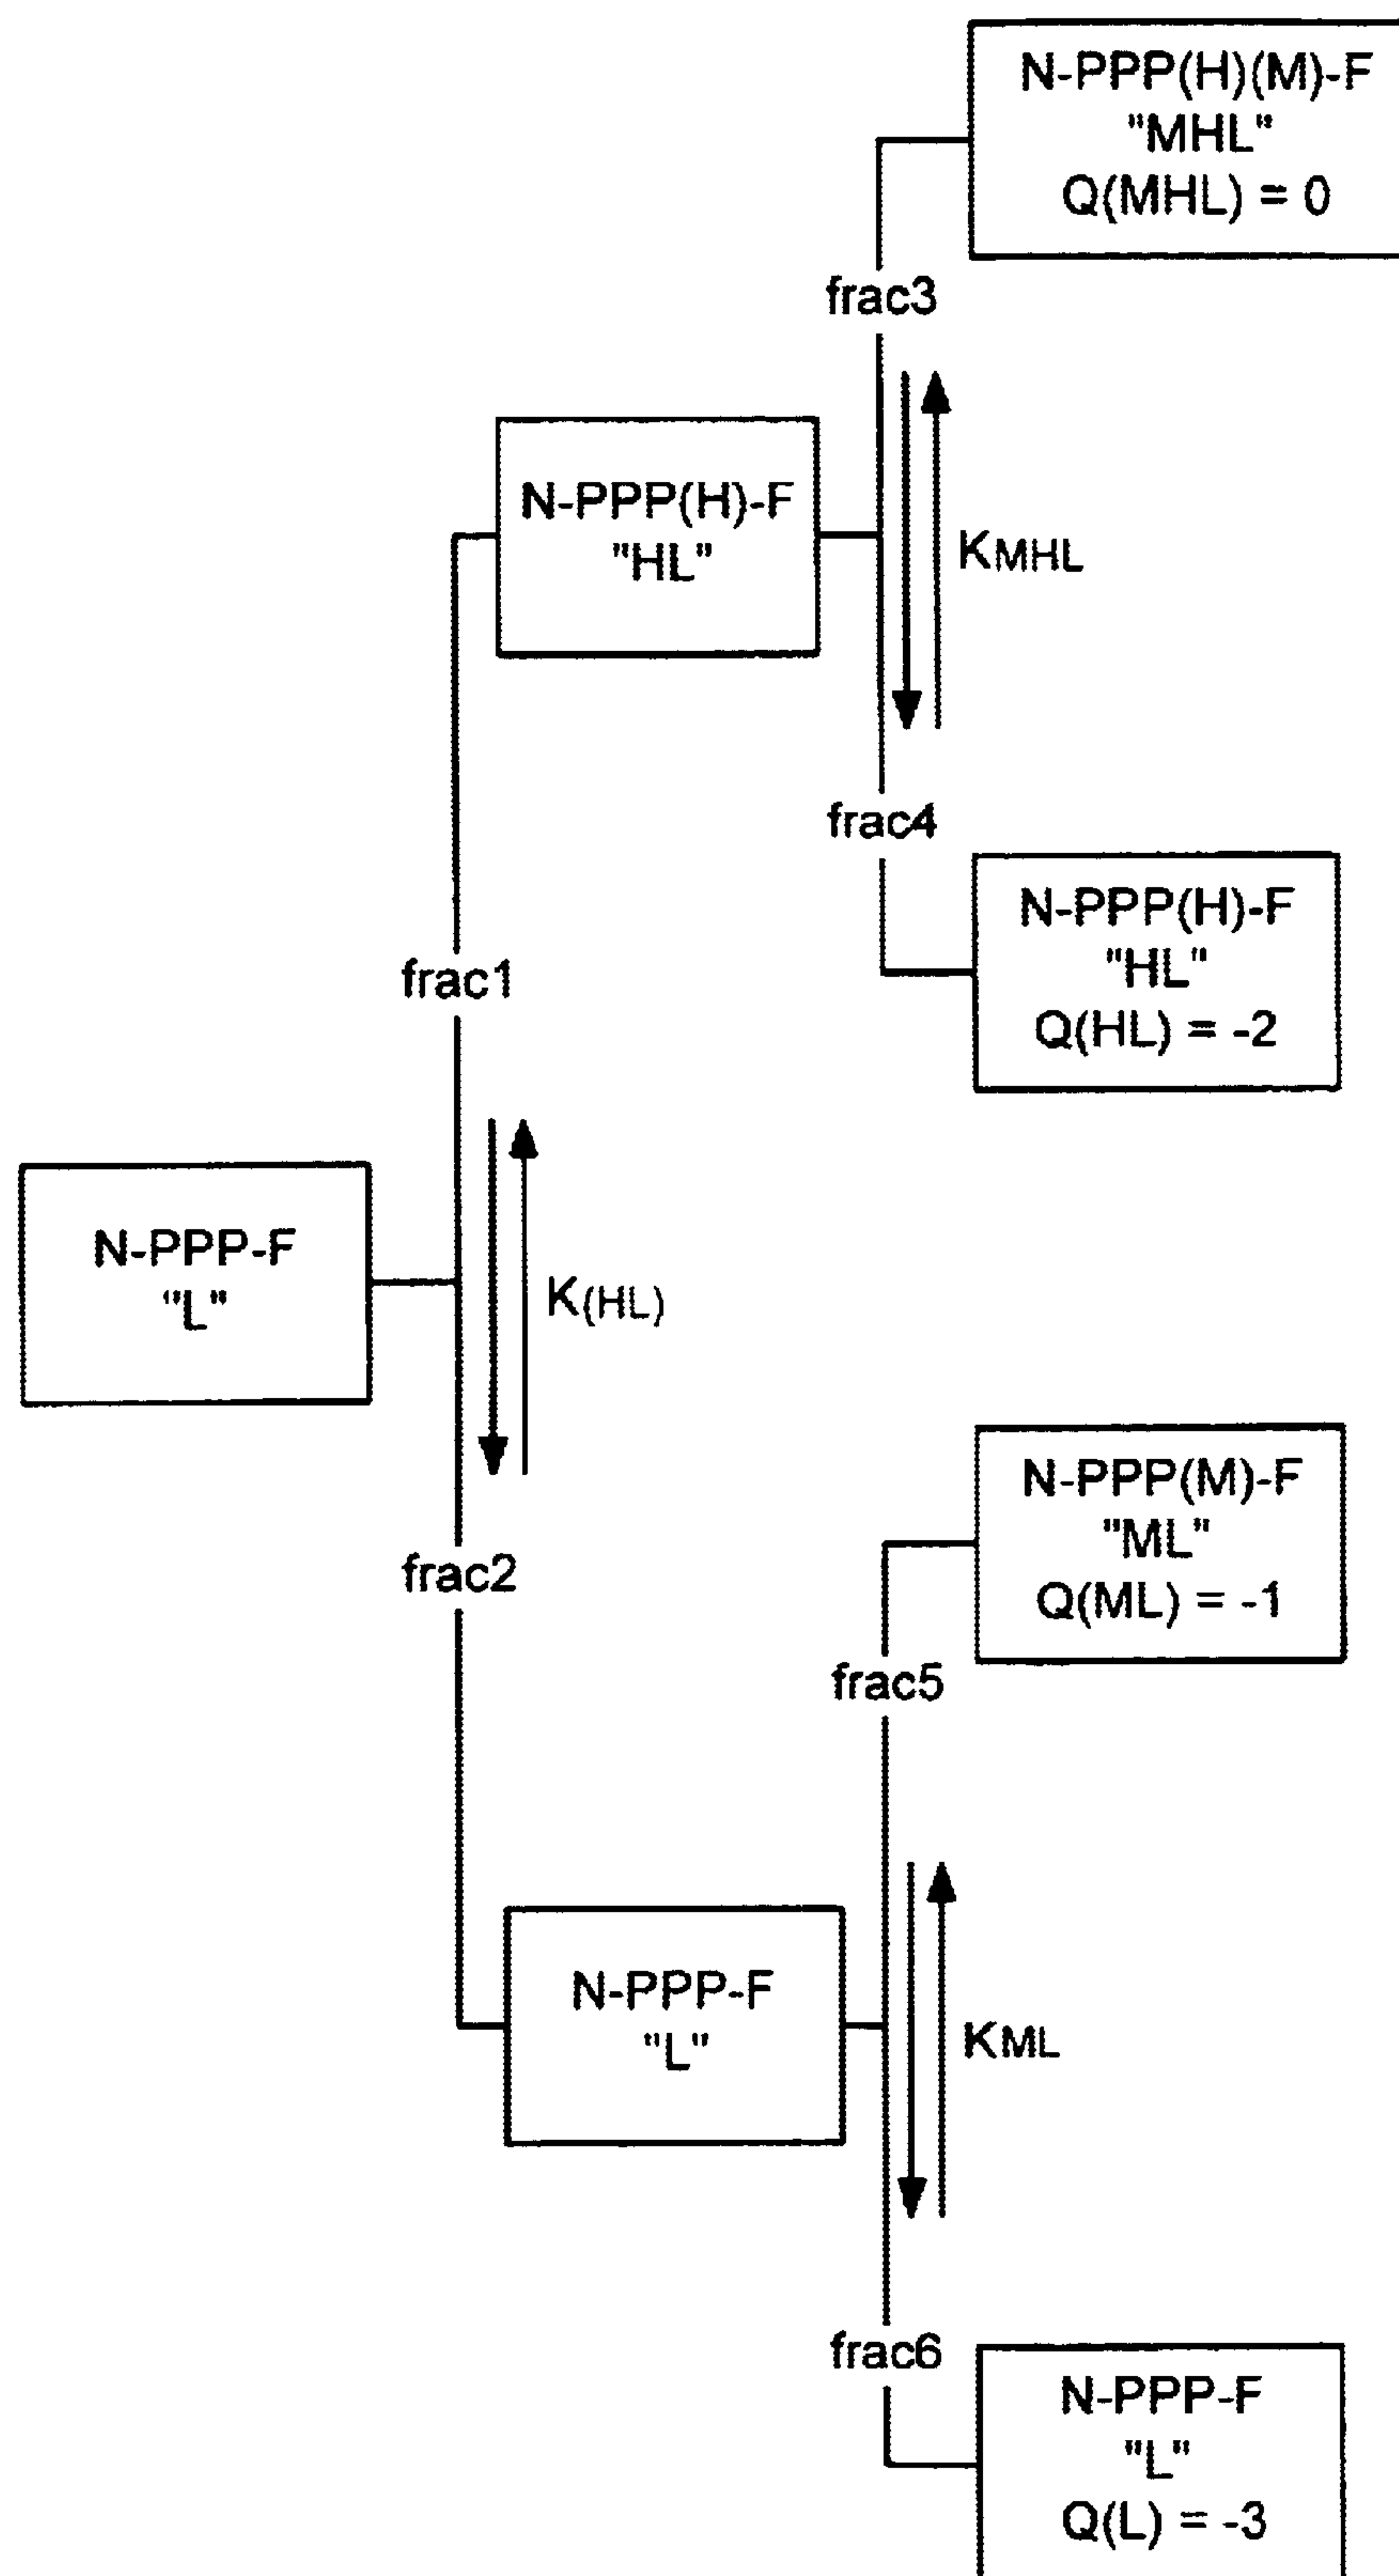 N-PPP(H)(M)-F
"MHL"
Q(MHL) = 0
frac3
N-PPP(H)-F
"HL"
KMHL
frac4
N-PPP(H)-F
"HL"
Q(HL) = -2
frac1
N-PPP-F
"L"
K(HL)
N-PPP(M)-F
"ML"
Q(ML) = -1
frac2
frac5
N-PPP-F
"L"
KML
frac6
N-PPP-F
"L"
Q(L) = -3